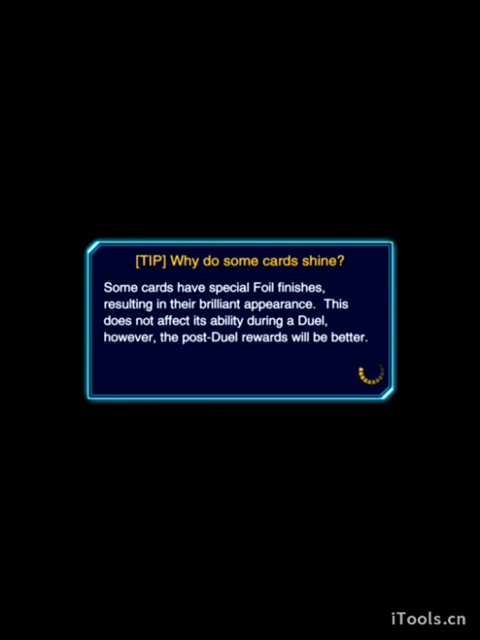 [TIP] Why do some cards shine?
Some cards have special Foil finishes,
resulting in their brilliant appearance.  This
does not affect its ability during a Duel,
however, the post-Duel rewards will be better.
iTools.cn